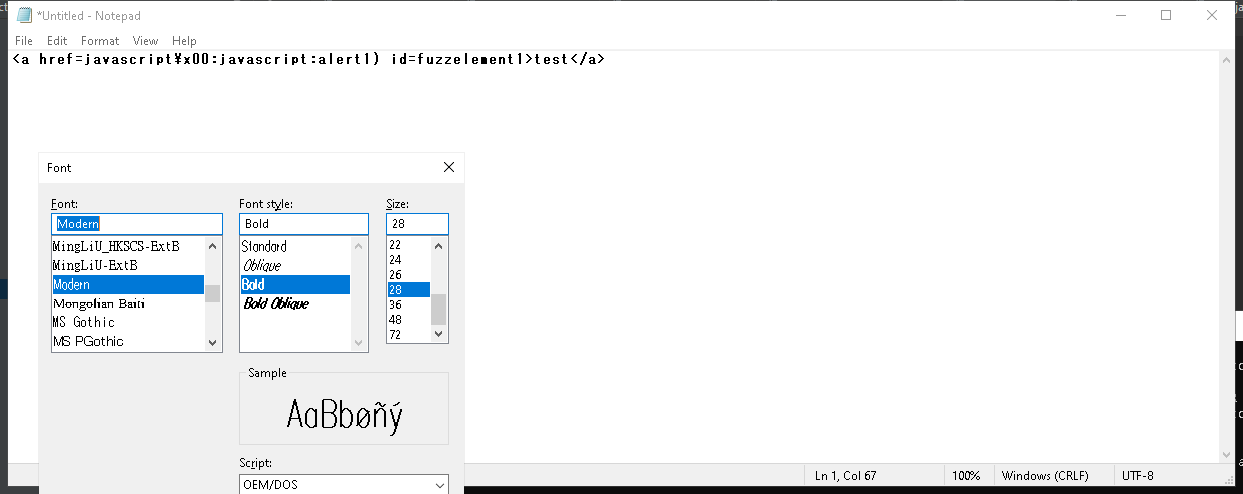 *Untitled - Notepad
File Edit Format View Help
<a href=javascript¥x00:javascript:alert1) id=fuzzelement1>test</a>
Font
Font: Font style: Size:
Modern Bold 28
MingLiU_HKSCS-ExtB Standard 22
MingLiU-ExtB Oblique 24
Modern Bold 26
Mongolian Baiti Bold Oblique 28
MS Gothic 36
MS PGothic 48
72
Sample
AaBbøñý
Script:
OEM/DOS
Ln 1, Col 67 100% Windows (CRLF) UTF-8